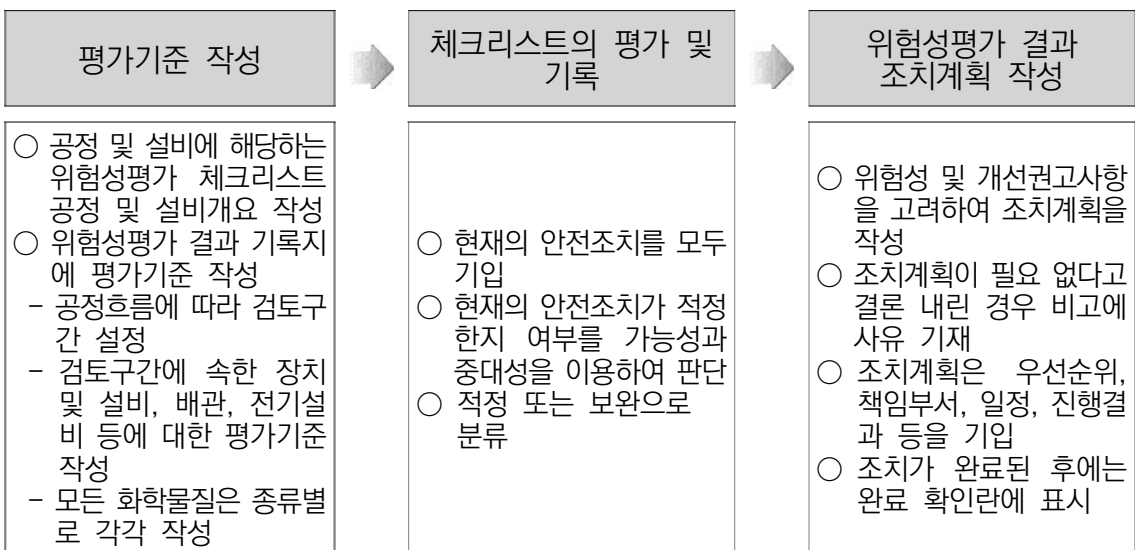 평가기준 작성
체크리스트의 평가 및
기록
위험성평가 결과
조치계획 작성
○ 공정 및 설비에 해당하는
위험성평가 체크리스트
공정 및 설비개요 작성
○ 위험성평가 결과 기록지
에 평가기준 작성
- 공정흐름에 따라 검토구
간 설정
- 검토구간에 속한 장치
및 설비, 배관, 전기설
비 등에 대한 평가기준
작성
- 모든 화학물질은 종류별
로 각각 작성
○ 현재의 안전조치를 모두
기입
○ 현재의 안전조치가 적정
한지 여부를 가능성과
중대성을 이용하여 판단
○ 적정 또는 보완으로
분류
○ 위험성 및 개선권고사항
을 고려하여 조치계획을
작성
○ 조치계획이 필요 없다고
결론 내린 경우 비고에
사유 기재
○ 조치계획은 우선순위,
책임부서, 일정, 진행결
과 등을 기입
○ 조치가 완료된 후에는
완료 확인란에 표시